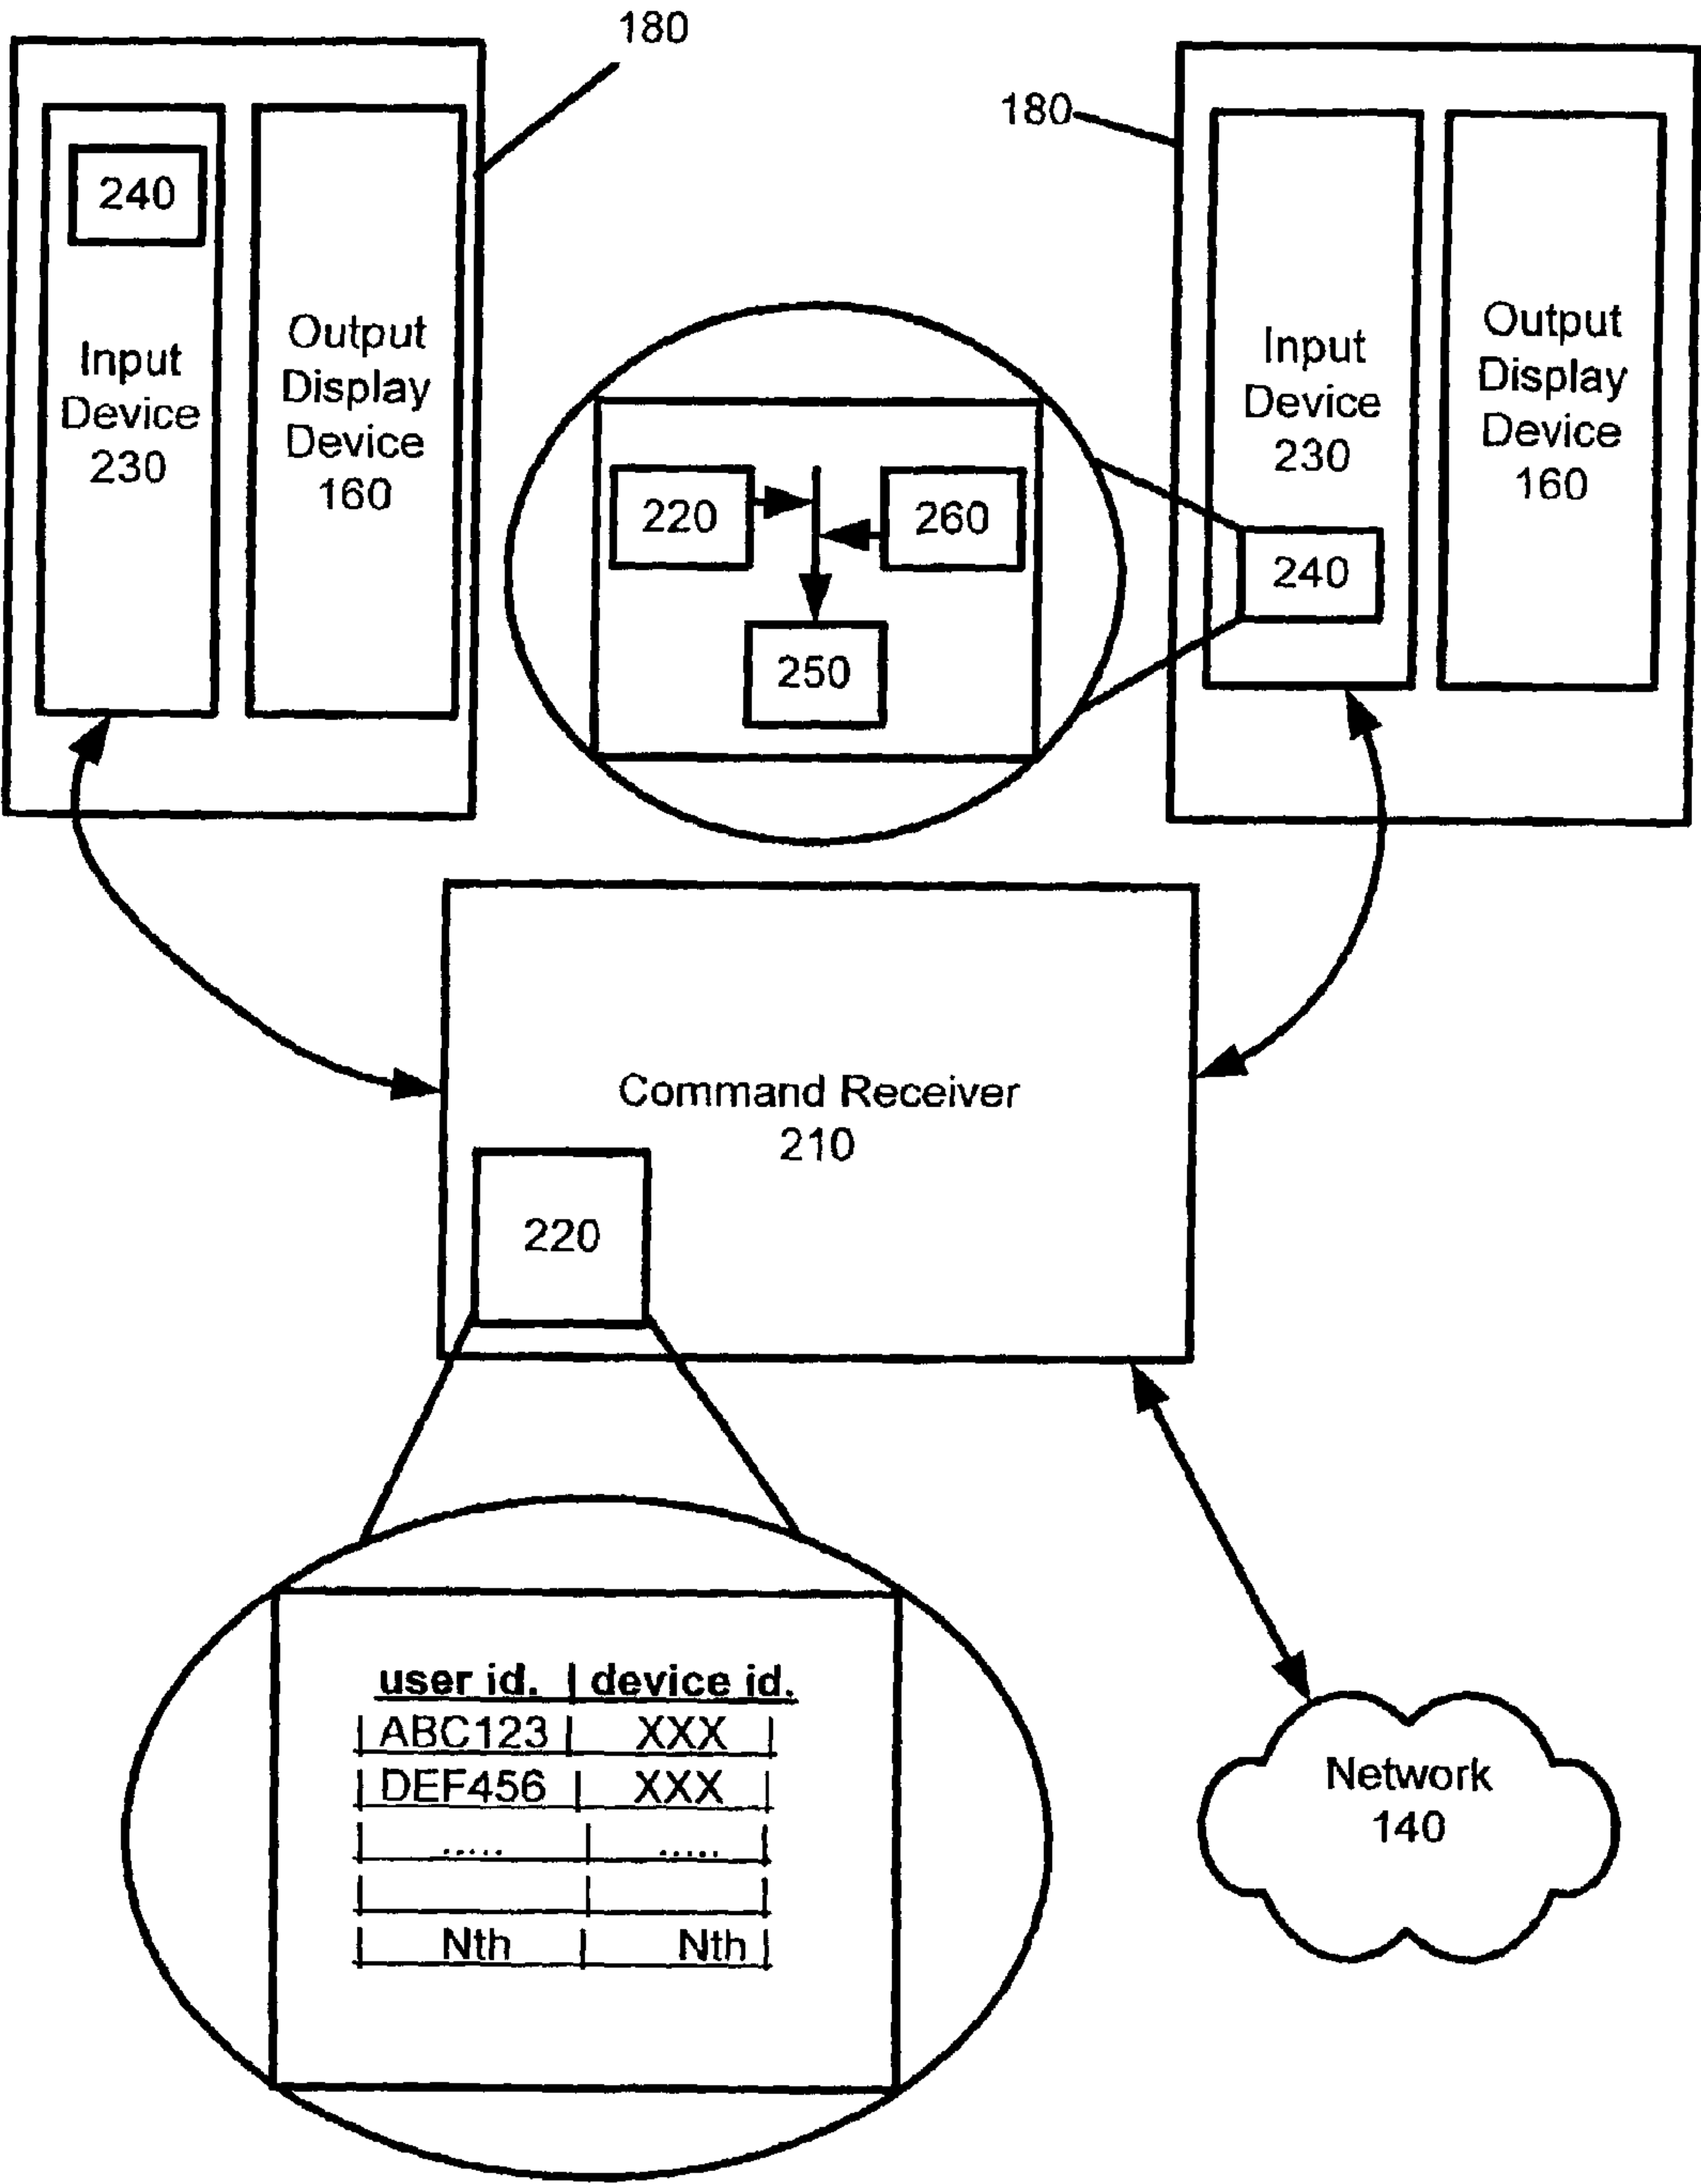 180
180
240
Input
Device
230
Output
Display
Device
160
220
260
250
Input
Device
230
240
Output
Display
Device
160
Command Receiver
210
220
user id. | device id.
| ABC123 | XXX |
| DEF456 | XXX |
| ..... | ..... |
| Nth | Nth |
Network
140